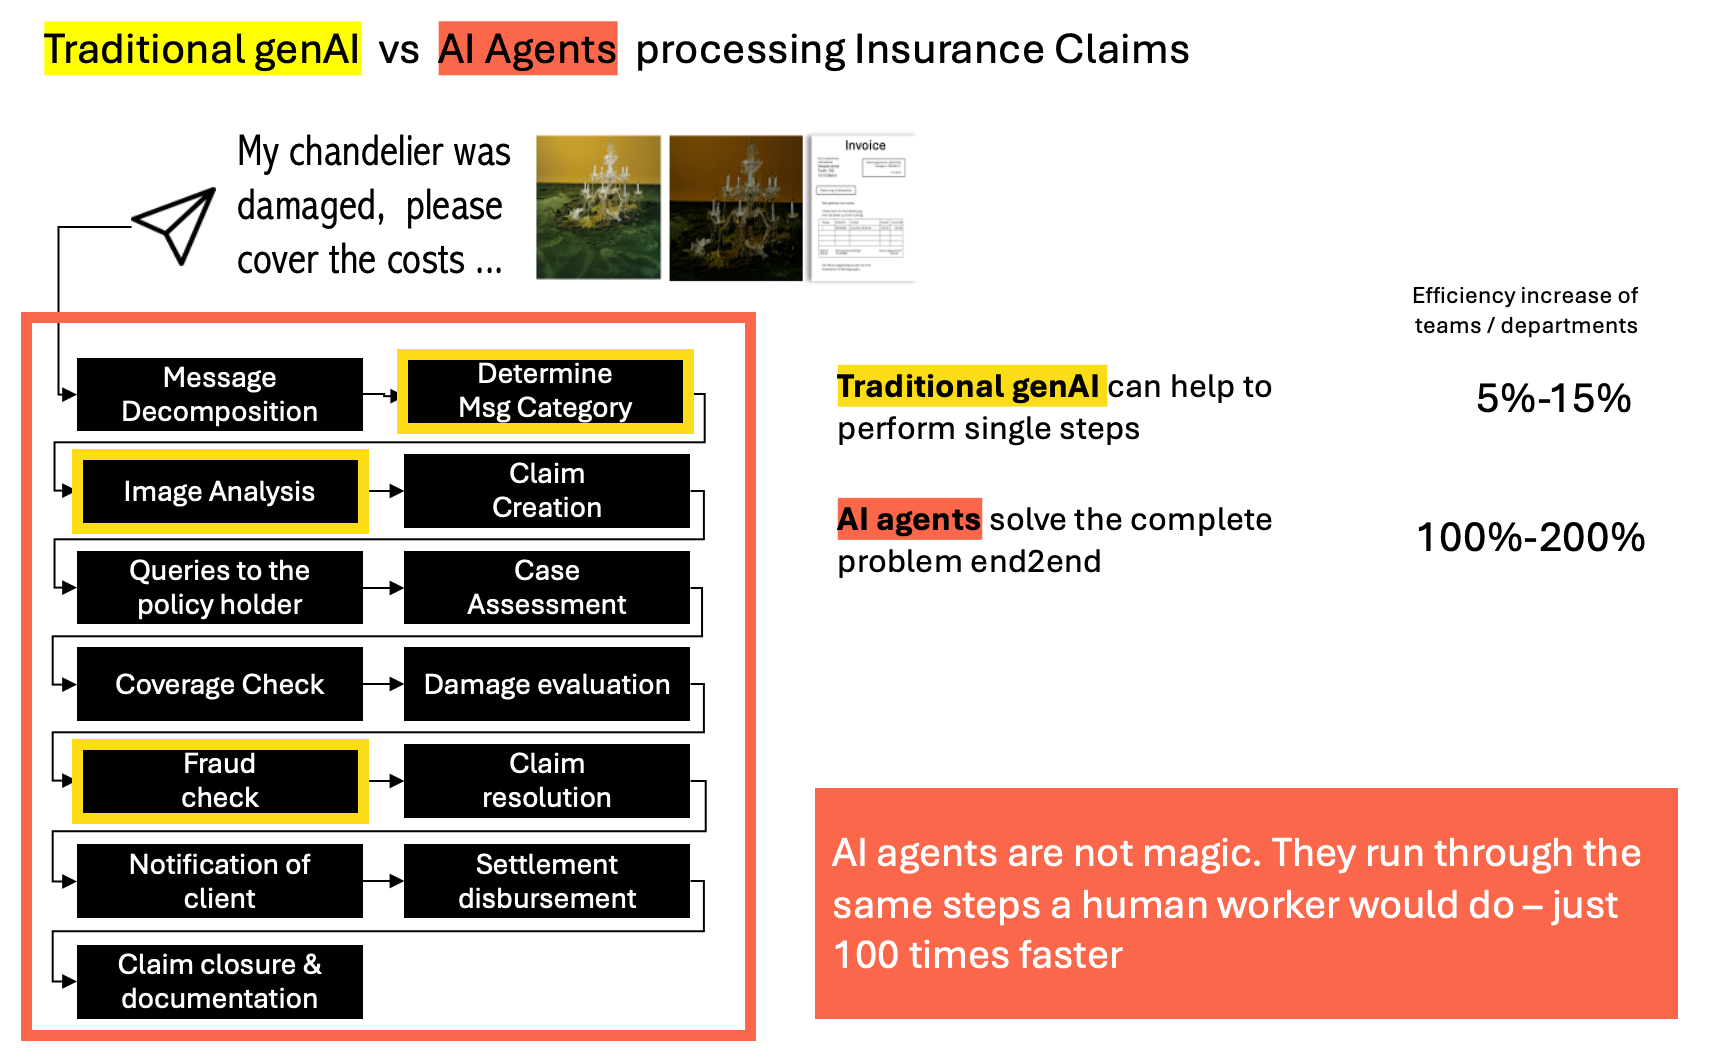 Traditional genAI vs AI Agents processing Insurance Claims
My chandelier was
damaged, please
cover the costs ...
Invoice
Efficiency increase of
teams / departments
Message
Decomposition
Determine
Msg Category
Image Analysis
Claim
Creation
Queries to the
policy holder
Case
Assessment
Coverage Check
Damage evaluation
Fraud
check
Claim
resolution
Notification of
client
Settlement
disbursement
Claim closure &
documentation
Traditional genAI can help to
perform single steps
5%-15%
AI agents solve the complete
problem end2end
100%-200%
AI agents are not magic. They run through the
same steps a human worker would do – just
100 times faster